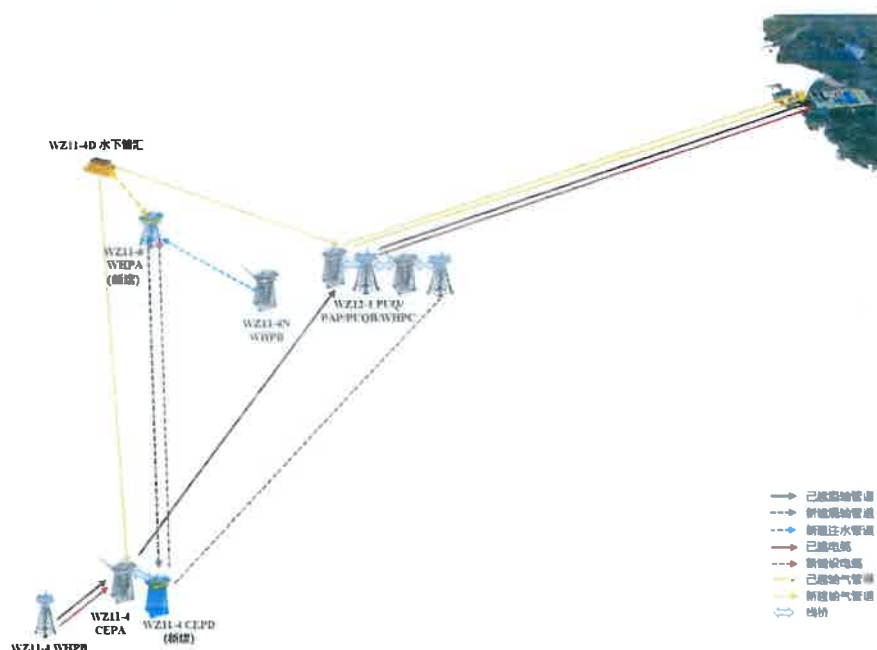 WZ11-4D 水下管汇
WHPA
(新建)
WZ11-4N
WHPB
WZ12-1 PUQ/
PAP/PUQB/WHPC
WZ11-4
CEPA
WZ11-4 CEPD
(新建)
WZ11-4 WHPB
已建混输管道
新建混输管道
新建注水管道
已建电缆
新铺设电缆
已建输气管道
新建输气管道
栈桥